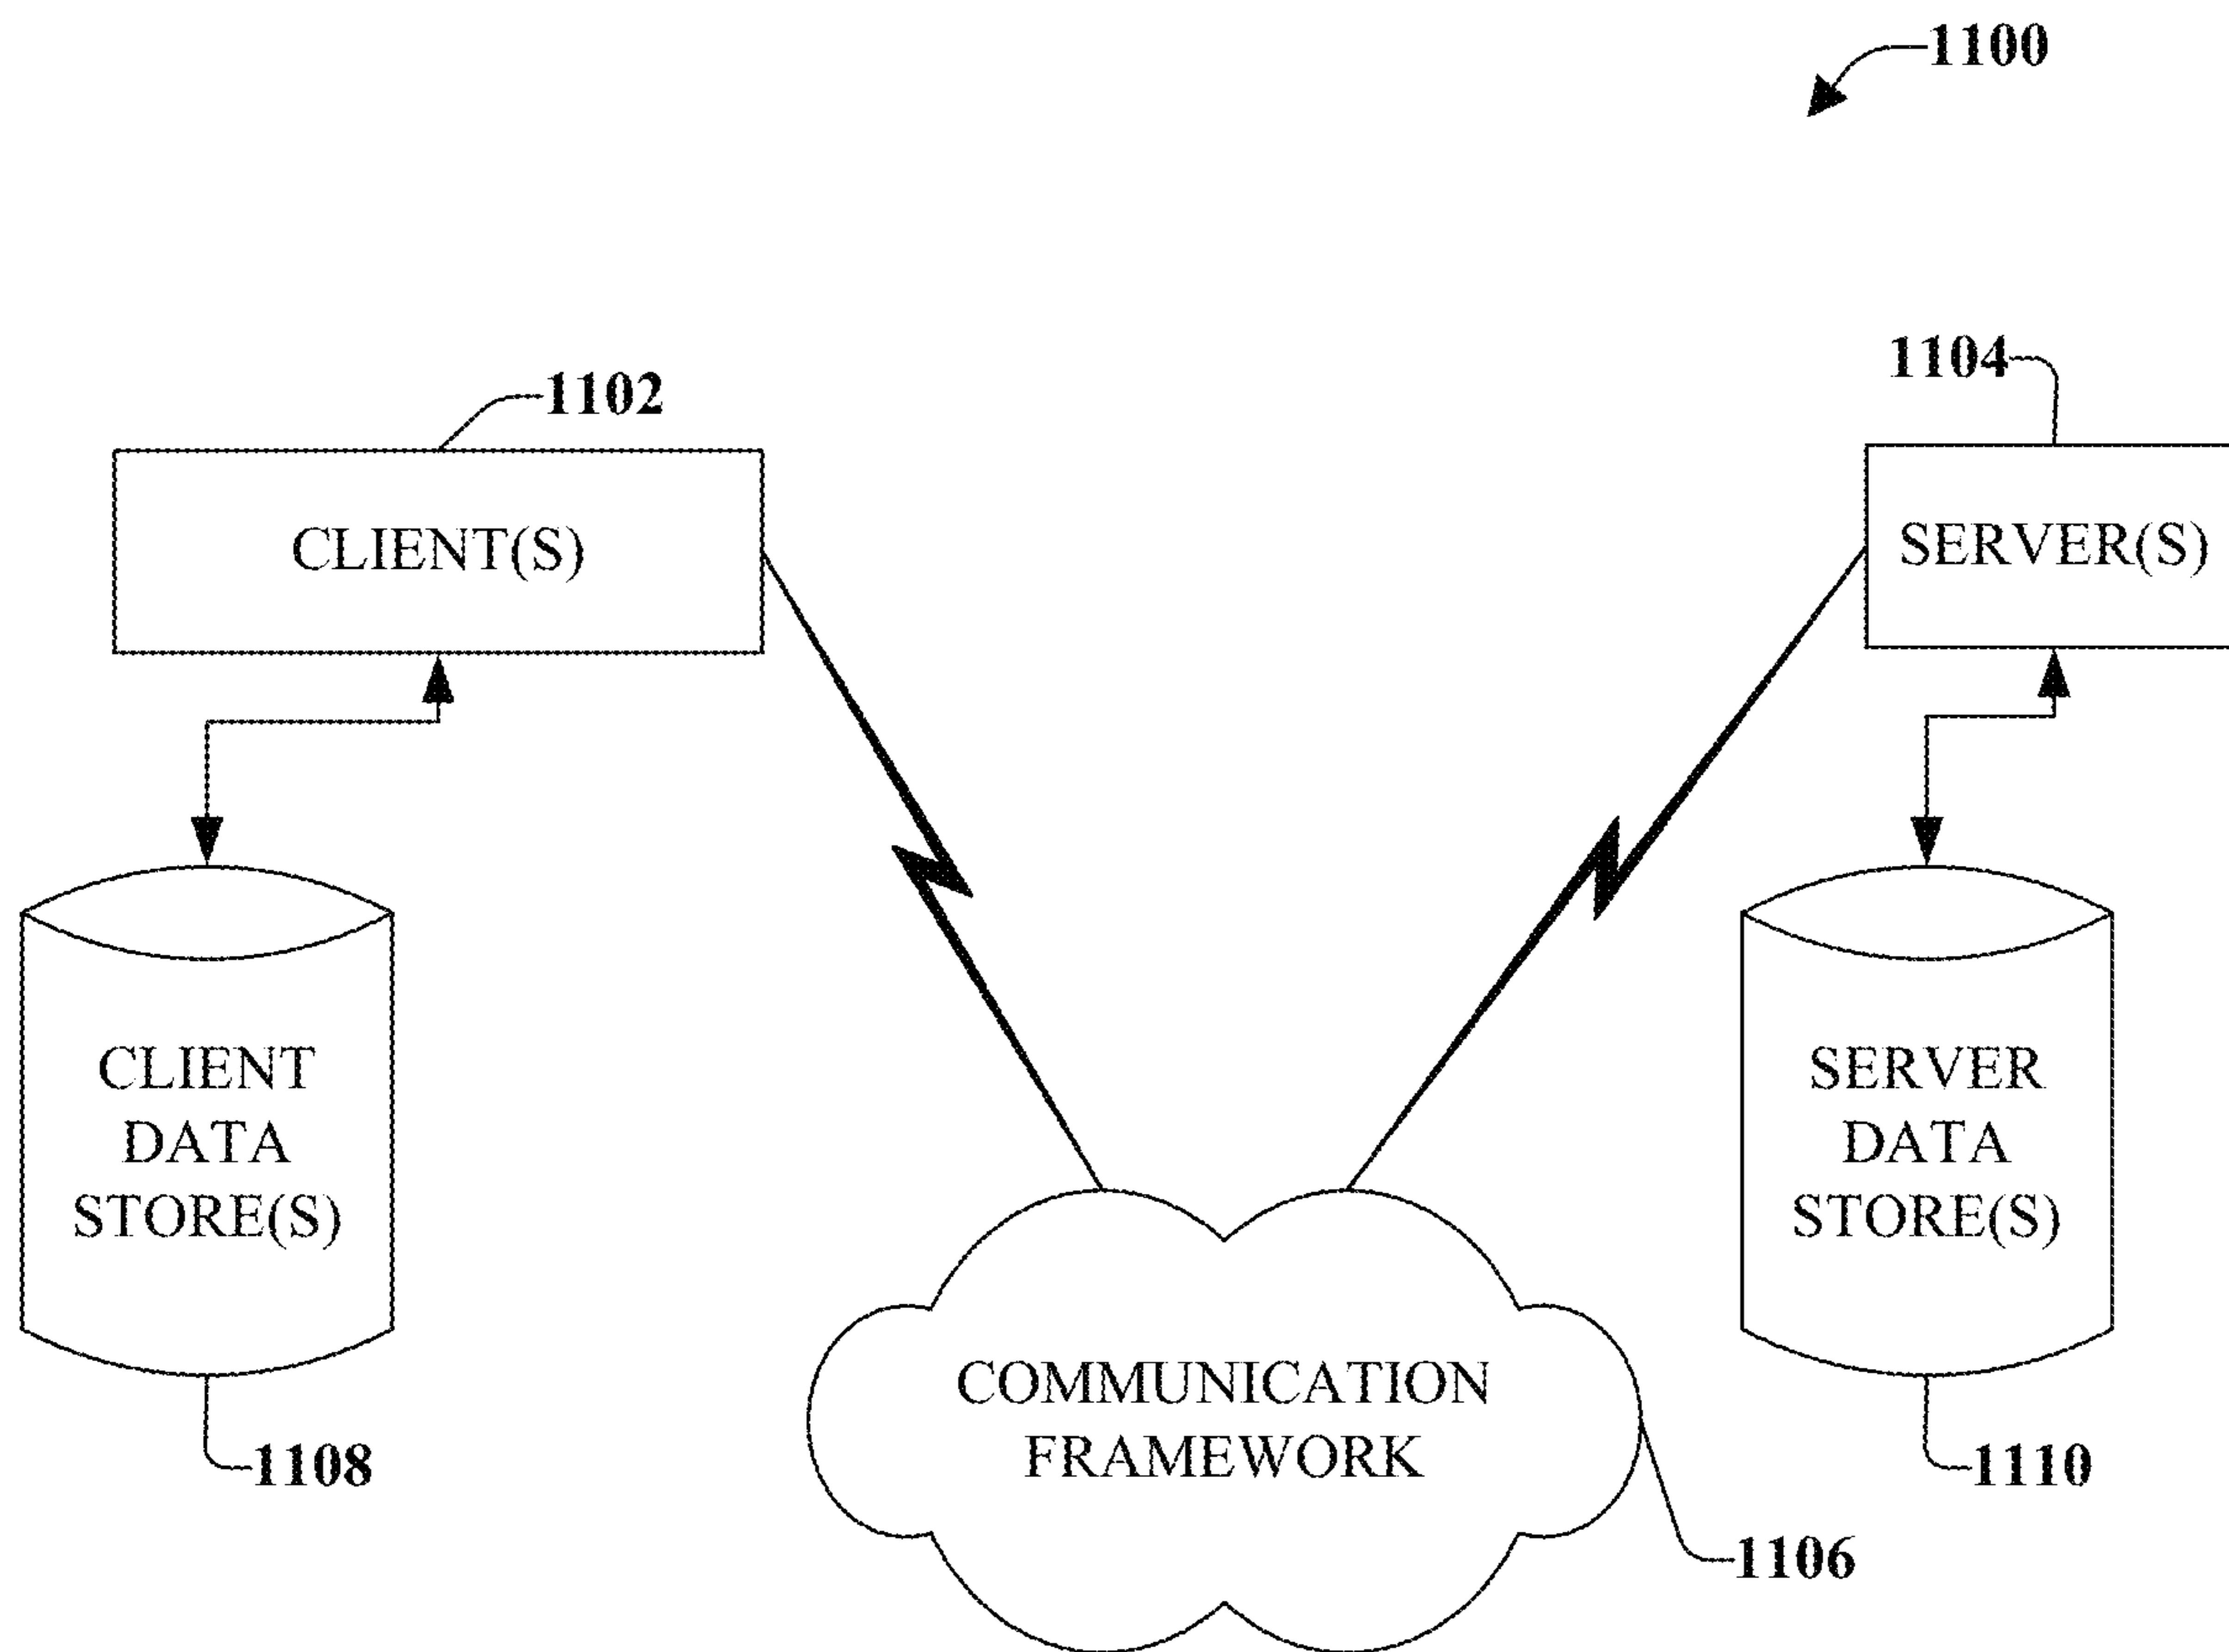 1100
1102
1104
CLIENT(S)
SERVER(S)
CLIENT
DATA
STORE(S)
SERVER
DATA
STORE(S)
COMMUNICATION
FRAMEWORK
1108
1110
1106